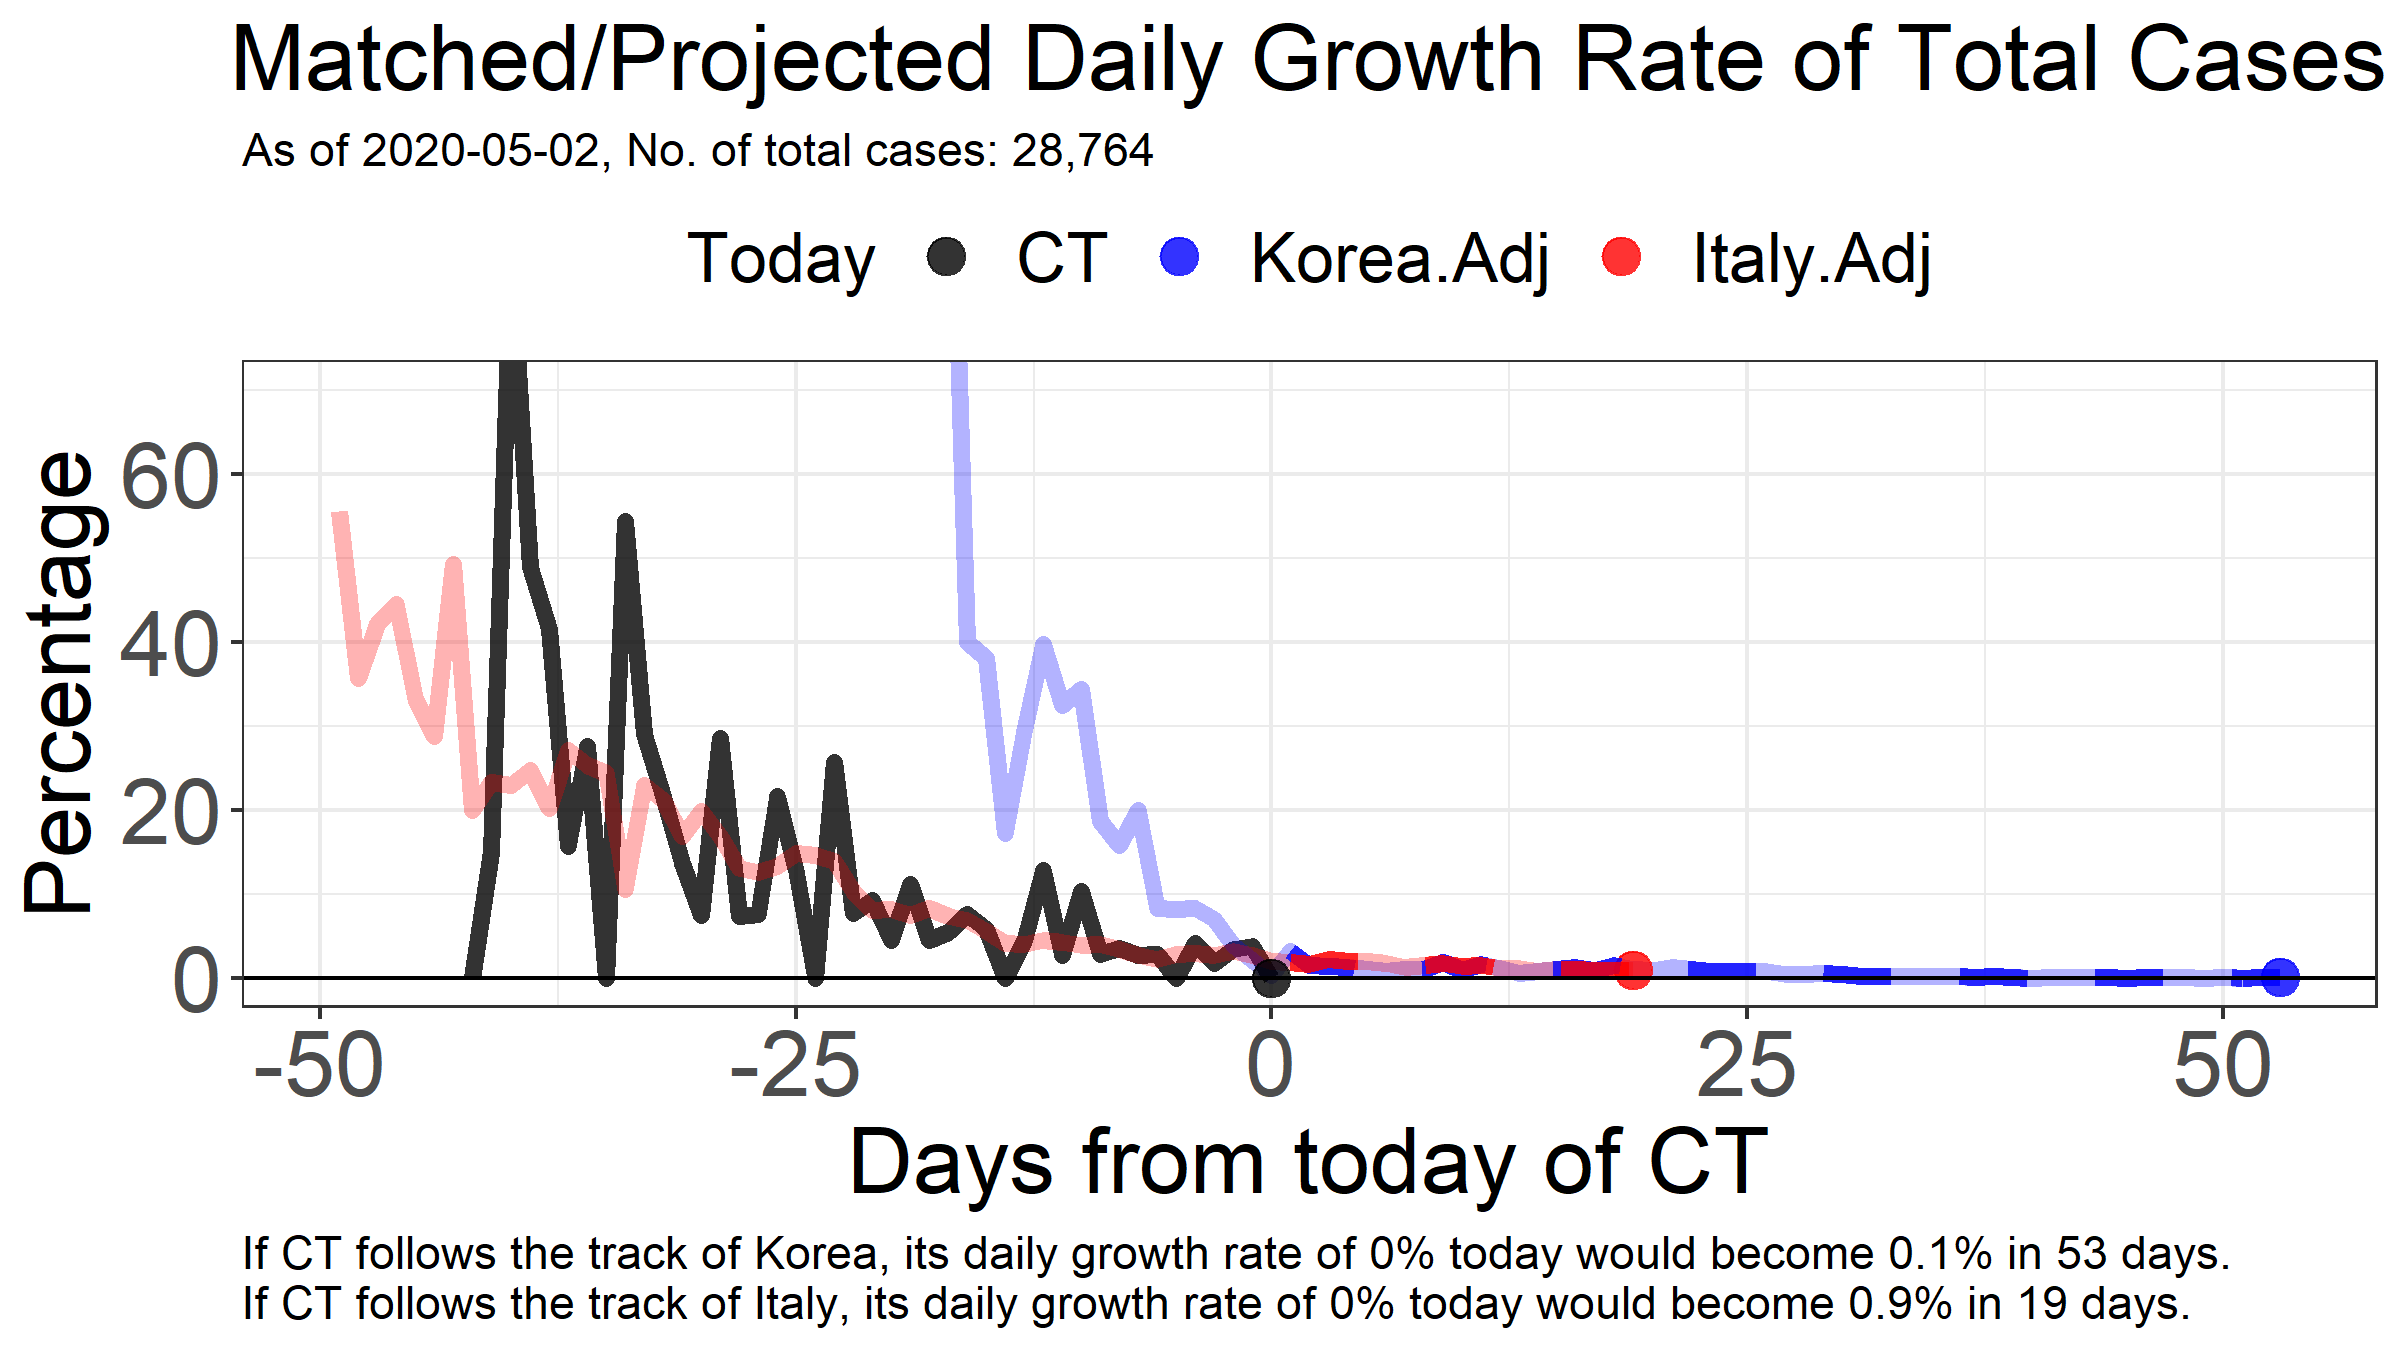 Matched/Projected Daily Growth Rate of Total Cases
As of 2020-05-02, No. of total cases: 28,764
Today CT Korea.Adj Italy.Adj
Percentage
60
40
20
0
-50 -25 0 25 50
Days from today of CT
If CT follows the track of Korea, its daily growth rate of 0% today would become 0.1% in 53 days.
If CT follows the track of Italy, its daily growth rate of 0% today would become 0.9% in 19 days.